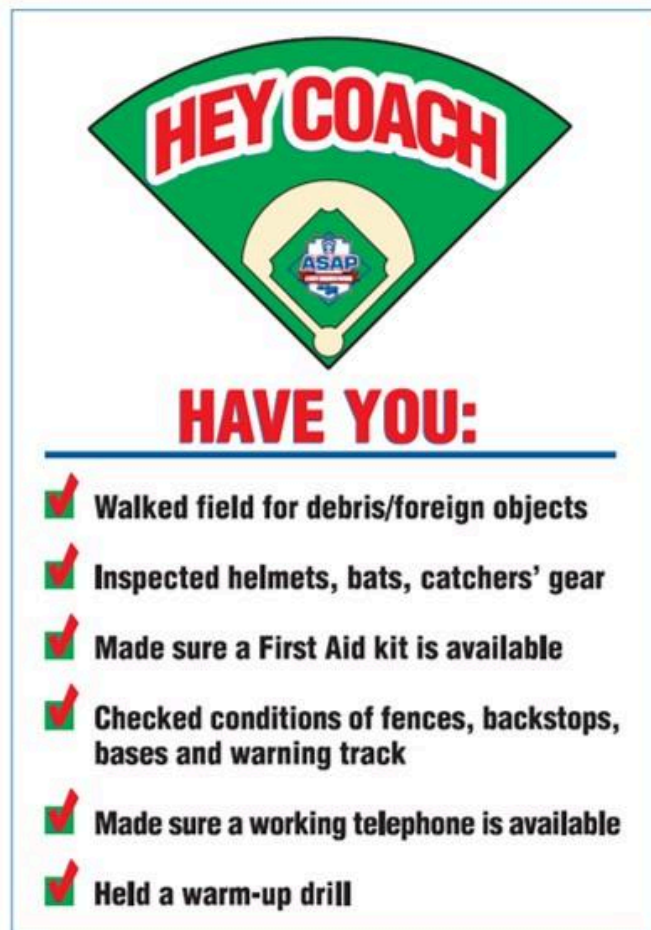 HEY COACH
ASAP
HAVE YOU:
Walked field for debris/foreign objects
Inspected helmets, bats, catchers' gear
Made sure a First Aid kit is available
Checked conditions of fences, backstops,
bases and warning track
Made sure a working telephone is available
Held a warm-up drill